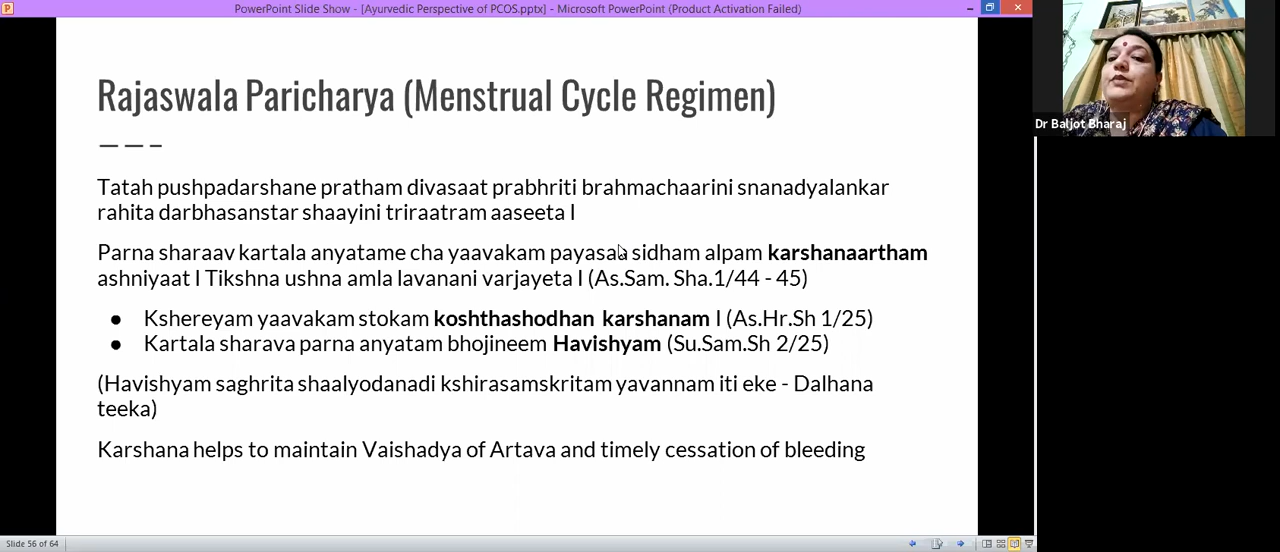 PowerPoint Slide Show - [Ayurvedic Perspective of PCOS.pptx] - Microsoft PowerPoint (Product Activation Failed)
Rajaswala Paricharya (Menstrual Cycle Regimen)
Tatah pushpadarshane pratham divasaat prabhriti brahmachaarini snanadyalankar
rahita darbhasanstar shaayini triraatram aaseeta I
Parna sharaav kartala anyatame cha yaavakam payasaa sidham alpam karshanaartham
ashniyaat I Tikshna ushna amla lavanani varjayeta I (As.Sam. Sha.1/44 - 45)
● Kshereyam yaavakam stokam koshthashodhan karshanam I (As.Hr.Sh 1/25)
● Kartala sharava parna anyatam bhojineem Havishyam (Su.Sam.Sh 2/25)
(Havishyam saghrita shaalyodanadi kshirasamskritam yavannam iti eke - Dalhana
teeka)
Karshana helps to maintain Vaishadya of Artava and timely cessation of bleeding
Slide 56 of 64
Dr Baljot Bharaj